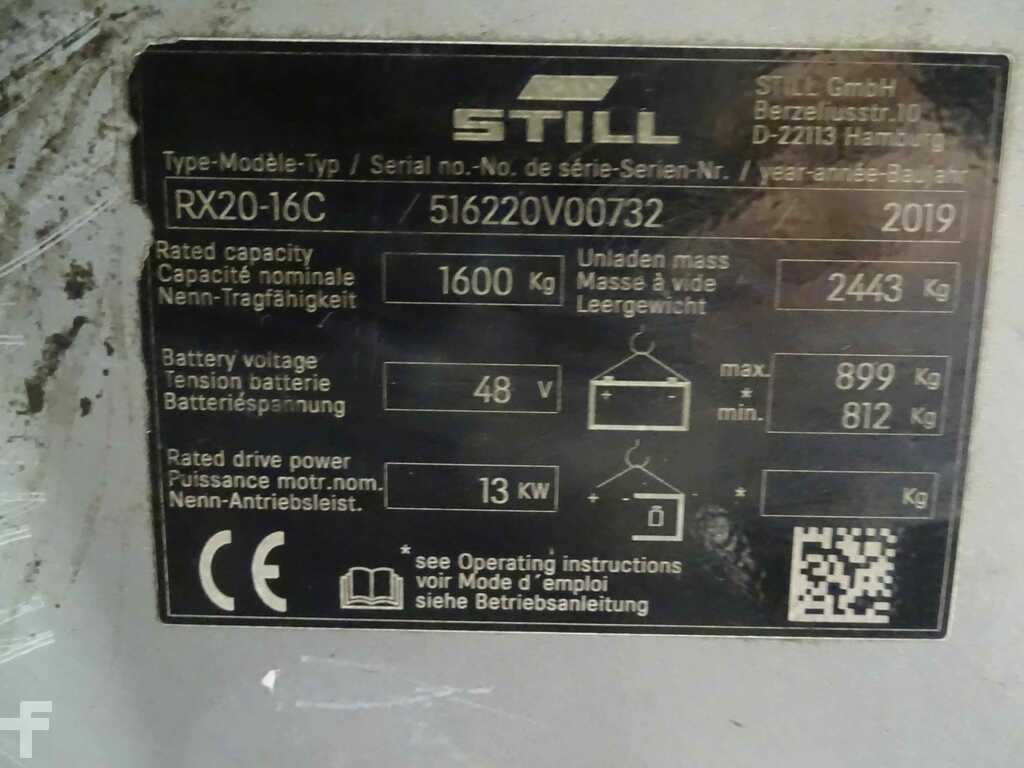 STILL
STILL GmbH
Berzeliusstr.10
D-22113 Hamburg
Type-Modèle-Typ / Serial no.-No. de série-Serien-Nr. / year-année-Baujahr
RX20-16C / 516220V00732 / 2019
Rated capacity
Capacité nominale
Nenn-Tragfähigkeit
1600 Kg
Unladen mass
Masse à vide
Leergewicht
2443 Kg
Battery voltage
Tension batterie
Batteriespannung
48 V
+ -
max. 899 Kg
*
min. 812 Kg
Rated drive power
Puissance motr.nom.
Nenn-Antriebsleist.
13 KW
+ -
* Kg
CE
* see Operating instructions
voir Mode d´emploi
siehe Betriebsanleitung
F